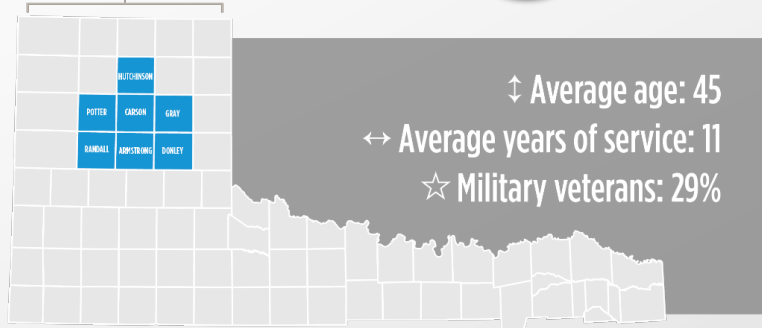 HUTCHINSON
POTTER CARSON GRAY
RANDALL ARMSTRONG DONLEY
↕ Average age: 45
↔ Average years of service: 11
☆ Military veterans: 29%